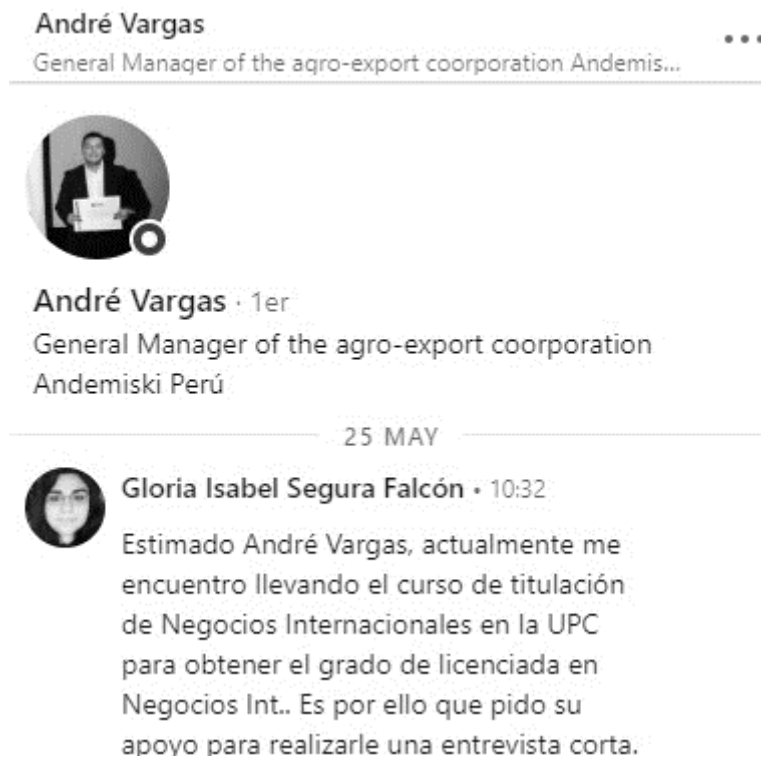 André Vargas
General Manager of the agro-export coorporation Andemis...
André Vargas · 1er
General Manager of the agro-export coorporation
Andemiski Perú
25 MAY
Gloria Isabel Segura Falcón • 10:32
Estimado André Vargas, actualmente me
encuentro llevando el curso de titulación
de Negocios Internacionales en la UPC
para obtener el grado de licenciada en
Negocios Int.. Es por ello que pido su
apoyo para realizarle una entrevista corta.